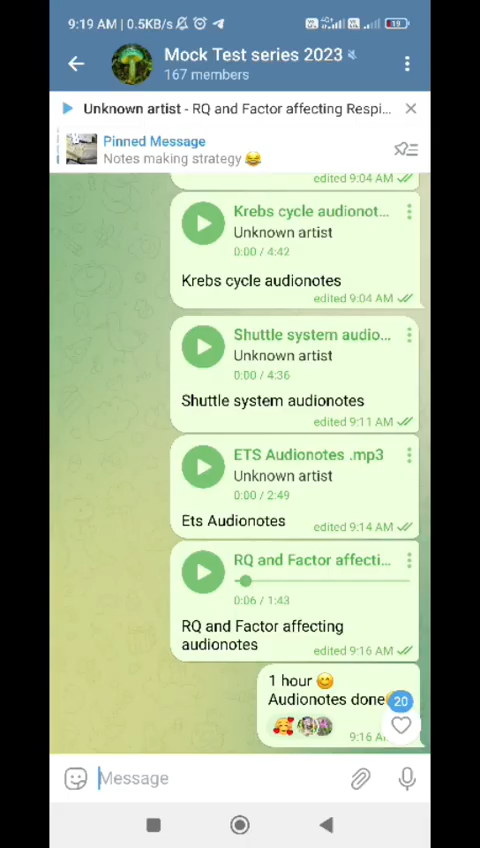 9:19 AM | 0.5KB/s
19
Mock Test series 2023
167 members
Unknown artist - RQ and Factor affecting Respi...
Pinned Message
Notes making strategy 😂
edited 9:04 AM
Krebs cycle audionot...
Unknown artist
0:00 / 4:42
Krebs cycle audionotes
edited 9:04 AM
Shuttle system audio...
Unknown artist
0:00 / 4:36
Shuttle system audionotes
edited 9:11 AM
ETS Audionotes .mp3
Unknown artist
0:00 / 2:49
Ets Audionotes
edited 9:14 AM
RQ and Factor affecti...
0:06 / 1:43
RQ and Factor affecting
audionotes
edited 9:16 AM
1 hour 😊
Audionotes done
20
9:16
Message